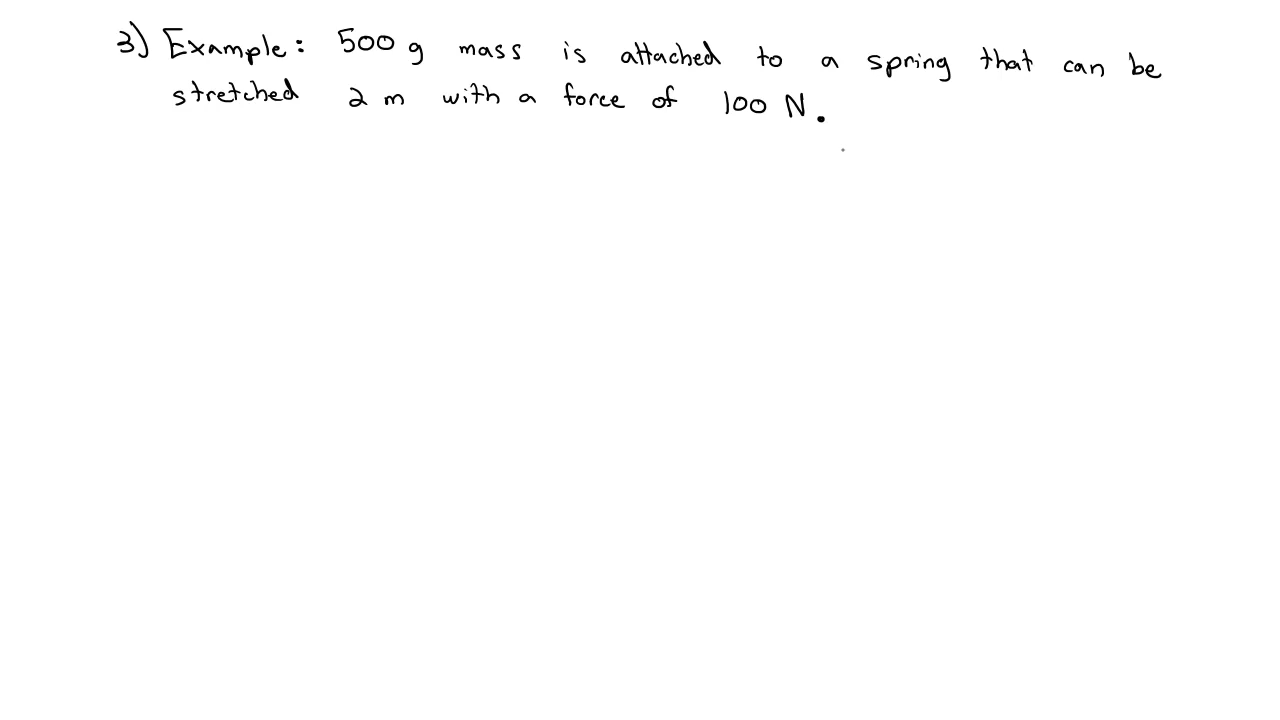 3) Example: 500 g mass is attached to a spring that can be
stretched 2 m with a force of 100 N.